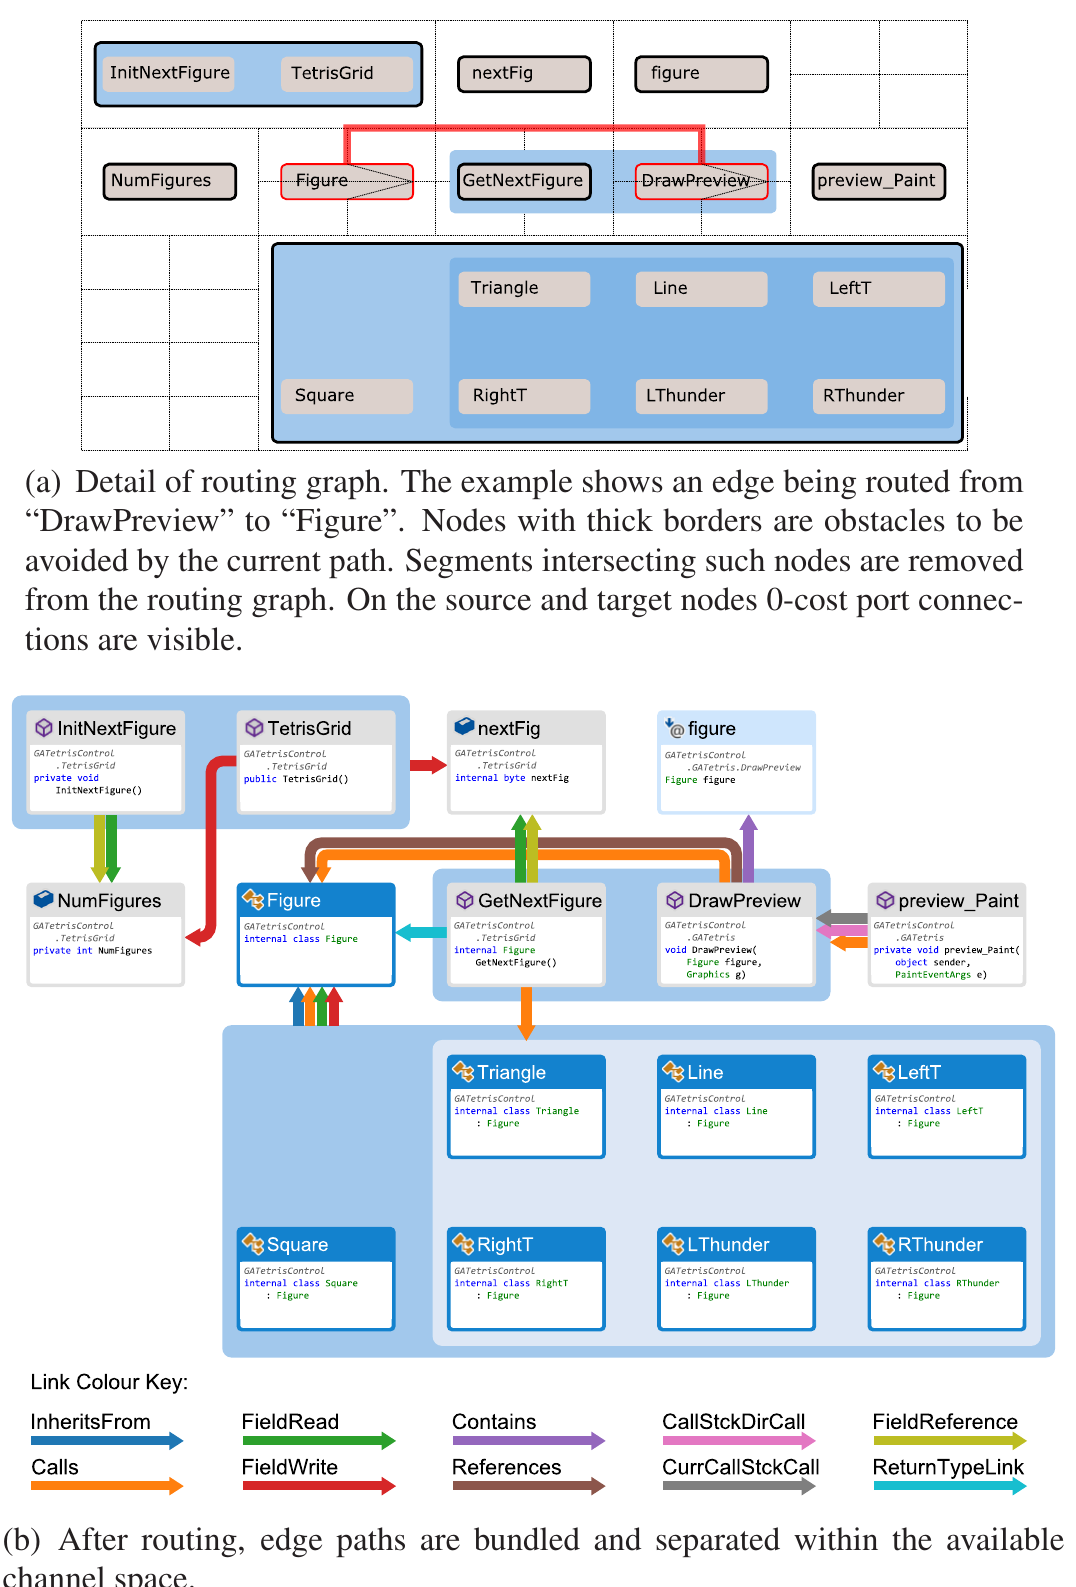 InitNextFigure TetrisGrid nextFig figure
NumFigures Figure GetNextFigure DrawPreview preview_Paint
Triangle Line LeftT
Square RightT LThunder RThunder
(a) Detail of routing graph. The example shows an edge being routed from
“DrawPreview” to “Figure”. Nodes with thick borders are obstacles to be
avoided by the current path. Segments intersecting such nodes are removed
from the routing graph. On the source and target nodes 0-cost port connec-
tions are visible.
InitNextFigure
GATetrisControl
.TetrisGrid
private void
InitNextFigure()
TetrisGrid
GATetrisControl
.TetrisGrid
public TetrisGrid()
nextFig
GATetrisControl
.TetrisGrid
internal byte nextFig
figure
GATetrisControl
.GATetris.DrawPreview
Figure figure
NumFigures
GATetrisControl
.TetrisGrid
private int NumFigures
Figure
GATetrisControl
internal class Figure
GetNextFigure
GATetrisControl
.TetrisGrid
internal Figure
GetNextFigure()
DrawPreview
GATetrisControl
.GATetris
void DrawPreview(
Figure figure,
Graphics g)
preview_Paint
GATetrisControl
.GATetris
private void preview_Paint(
object sender,
PaintEventArgs e)
Triangle
GATetrisControl
internal class Triangle
: Figure
Line
GATetrisControl
internal class Line
: Figure
LeftT
GATetrisControl
internal class LeftT
: Figure
Square
GATetrisControl
internal class Square
: Figure
RightT
GATetrisControl
internal class RightT
: Figure
LThunder
GATetrisControl
internal class LThunder
: Figure
RThunder
GATetrisControl
internal class RThunder
: Figure
Link Colour Key:
InheritsFrom FieldRead Contains CallStckDirCall FieldReference
Calls FieldWrite References CurrCallStckCall ReturnTypeLink
(b) After routing, edge paths are bundled and separated within the available
channel space.